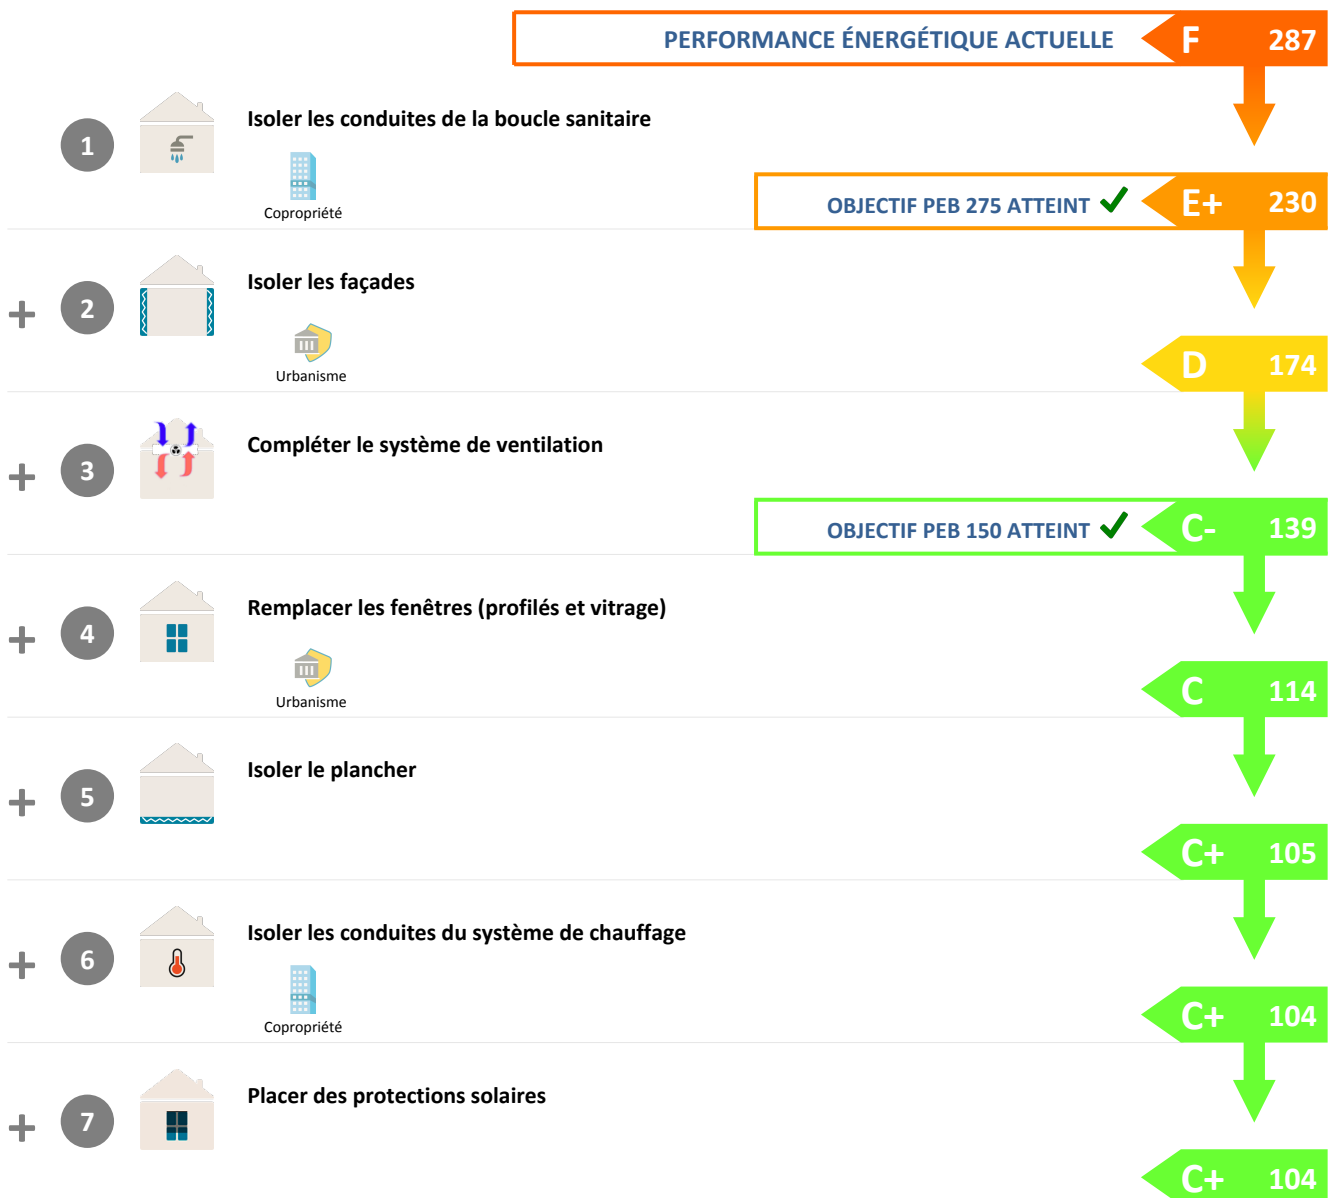 PERFORMANCE ÉNERGÉTIQUE ACTUELLE F 287
1 Isoler les conduites de la boucle sanitaire
Copropriété
OBJECTIF PEB 275 ATTEINT ✓ E+ 230
+ 2 Isoler les façades
Urbanisme
D 174
+ 3 Compléter le système de ventilation
OBJECTIF PEB 150 ATTEINT ✓ C- 139
+ 4 Remplacer les fenêtres (profilés et vitrage)
Urbanisme
C 114
+ 5 Isoler le plancher
C+ 105
+ 6 Isoler les conduites du système de chauffage
Copropriété
C+ 104
+ 7 Placer des protections solaires
C+ 104